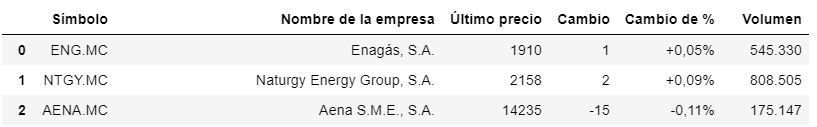 Símbolo Nombre de la empresa Último precio Cambio Cambio de % Volumen
0 ENG.MC Enagás, S.A. 1910 1 +0,05% 545.330
1 NTGY.MC Naturgy Energy Group, S.A. 2158 2 +0,09% 808.505
2 AENA.MC Aena S.M.E., S.A. 14235 -15 -0,11% 175.147